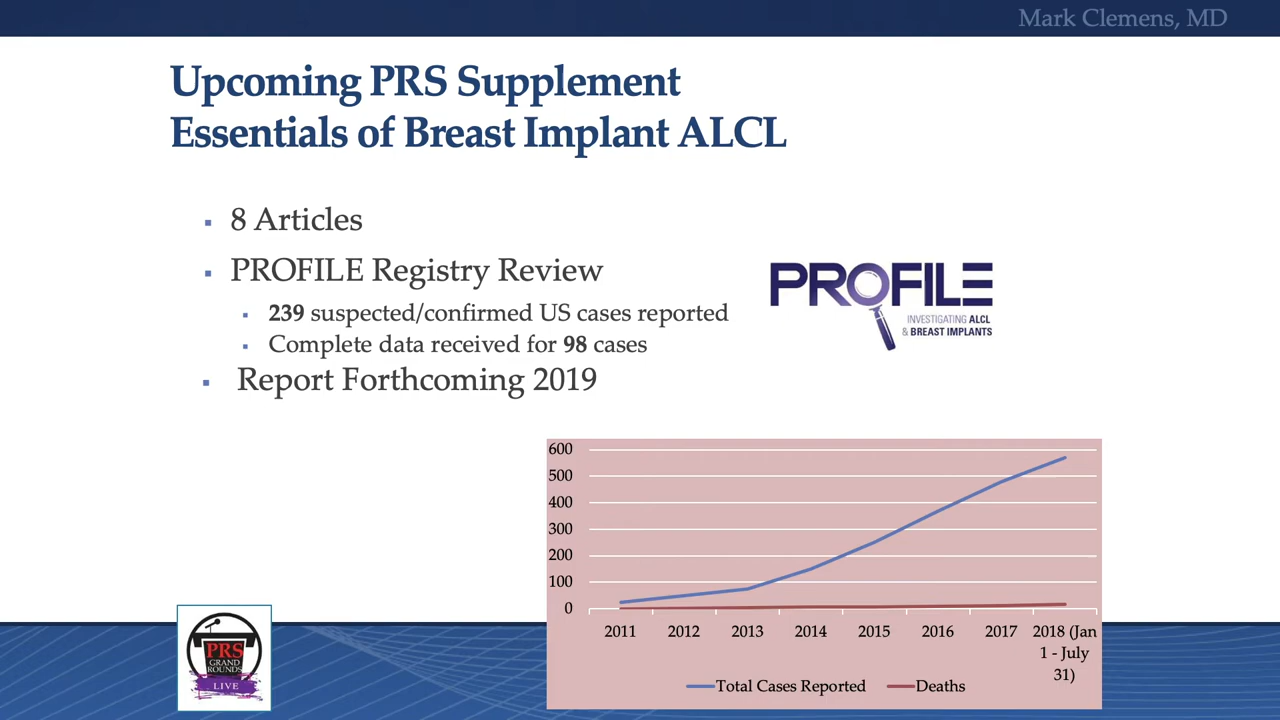 Mark Clemens, MD
Upcoming PRS Supplement
Essentials of Breast Implant ALCL
▪ 8 Articles
▪ PROFILE Registry Review
▪ 239 suspected/confirmed US cases reported
▪ Complete data received for 98 cases
▪ Report Forthcoming 2019
PROFILE
INVESTIGATING ALCL
& BREAST IMPLANTS
600
500
400
300
200
100
0
2011 2012 2013 2014 2015 2016 2017 2018 (Jan
1 - July
31)
Total Cases Reported Deaths
PRS
GRAND
ROUNDS
LIVE